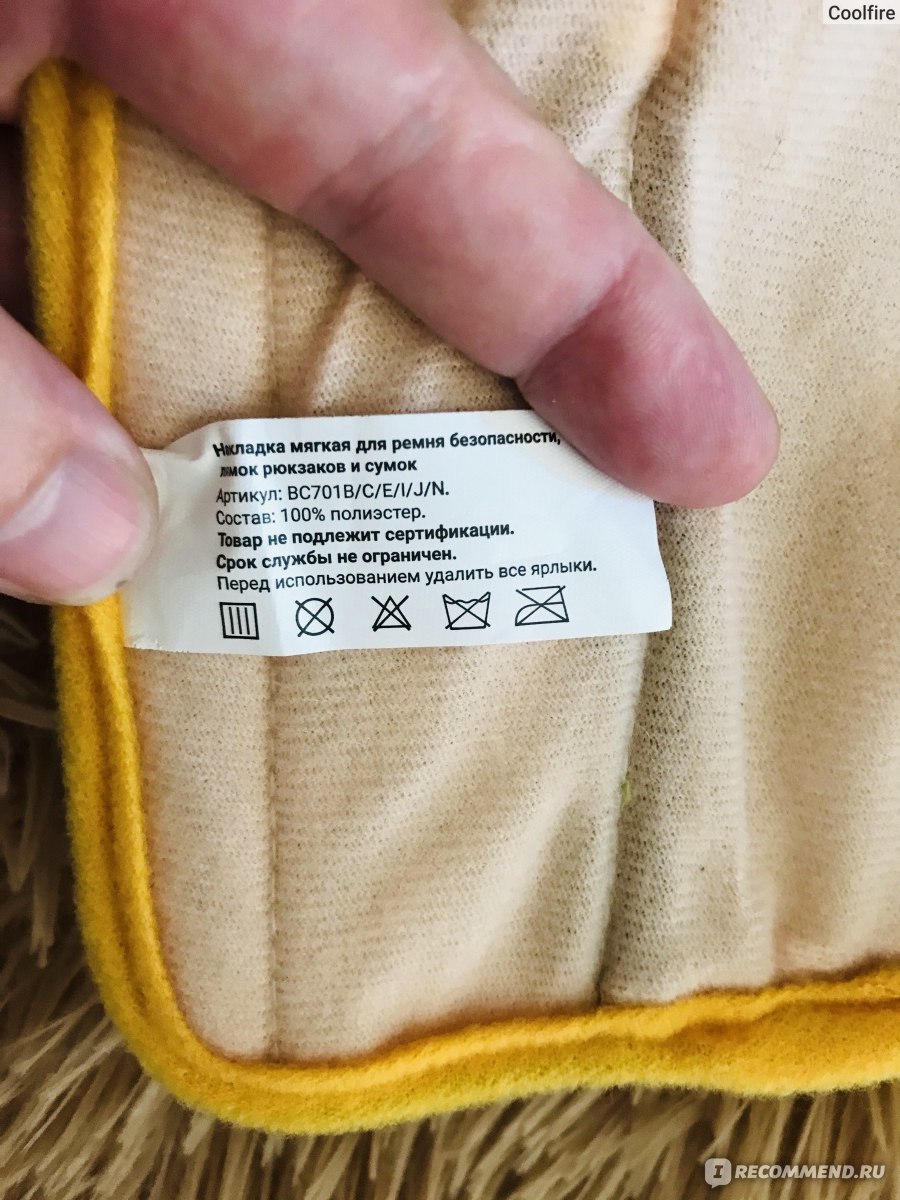 Coolfire
Накладка мягкая для ремня безопасности,
лямок рюкзаков и сумок
Артикул: BC701B/C/E/I/J/N.
Состав: 100% полиэстер.
Товар не подлежит сертификации.
Срок службы не ограничен.
Перед использованием удалить все ярлыки.
I RECOMMEND.RU